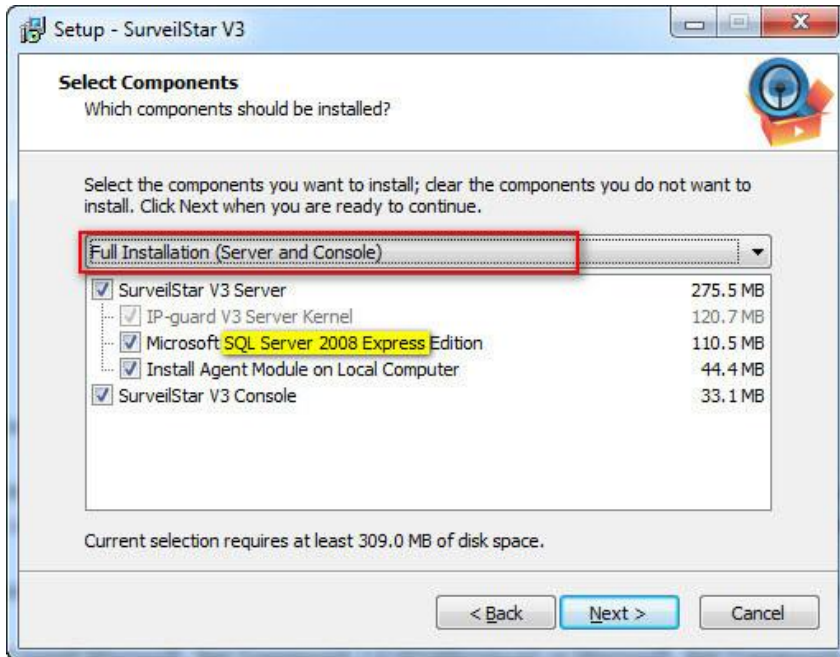 Setup - SurveilStar V3
Select Components
Which components should be installed?
Select the components you want to install; clear the components you do not want to
install. Click Next when you are ready to continue.
Full Installation (Server and Console)
SurveilStar V3 Server 275.5 MB
IP-guard V3 Server Kernel 120.7 MB
Microsoft SQL Server 2008 Express Edition 110.5 MB
Install Agent Module on Local Computer 44.4 MB
SurveilStar V3 Console 33.1 MB
Current selection requires at least 309.0 MB of disk space.
< Back Next > Cancel